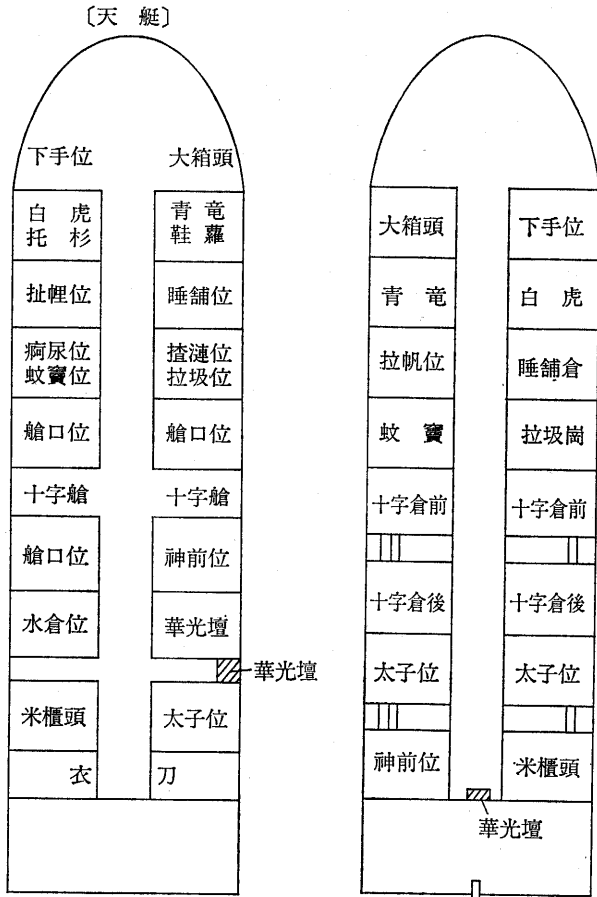 〔天艇〕
下手位
大箱頭
白虎
托杉
青竜
鞋蘿
扯𢃇位
睡舗位
痾尿位
蚊竇位
揸漣位
拉圾位
艙口位
艙口位
十字艙
十字艙
艙口位
神前位
水倉位
華光壇
華光壇
米櫃頭
太子位
衣
刀
大箱頭
下手位
青竜
白虎
拉帆位
睡舗倉
蚊竇
拉圾崗
十字倉前
十字倉前
十字倉後
十字倉後
太子位
太子位
神前位
米櫃頭
華光壇